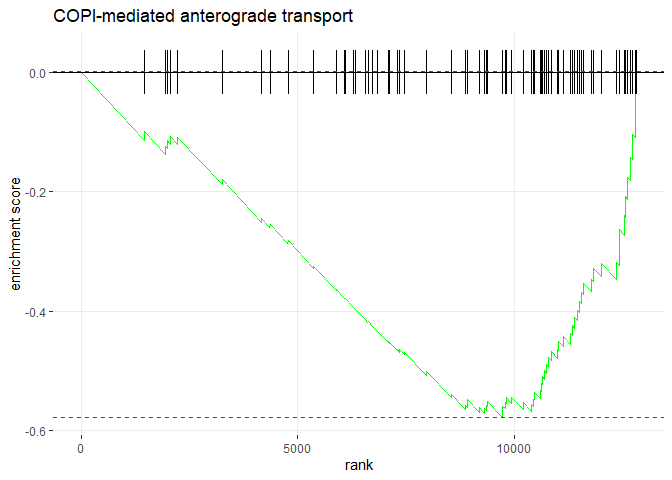 COPI-mediated anterograde transport
enrichment score
0.0
-0.2
-0.4
-0.6
0
5000
10000
rank